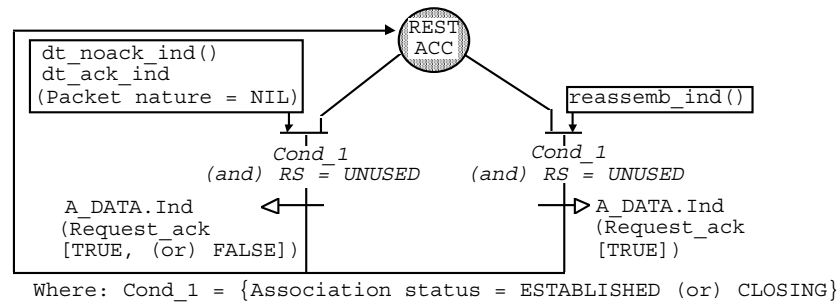 REST
ACC
dt_noack_ind()
dt_ack_ind
(Packet nature = NIL)
reassemb_ind()
Cond_1
(and) RS = UNUSED
Cond_1
(and) RS = UNUSED
A_DATA.Ind
(Request_ack
[TRUE, (or) FALSE])
A_DATA.Ind
(Request_ack
[TRUE])
Where: Cond_1 = {Association status = ESTABLISHED (or) CLOSING}